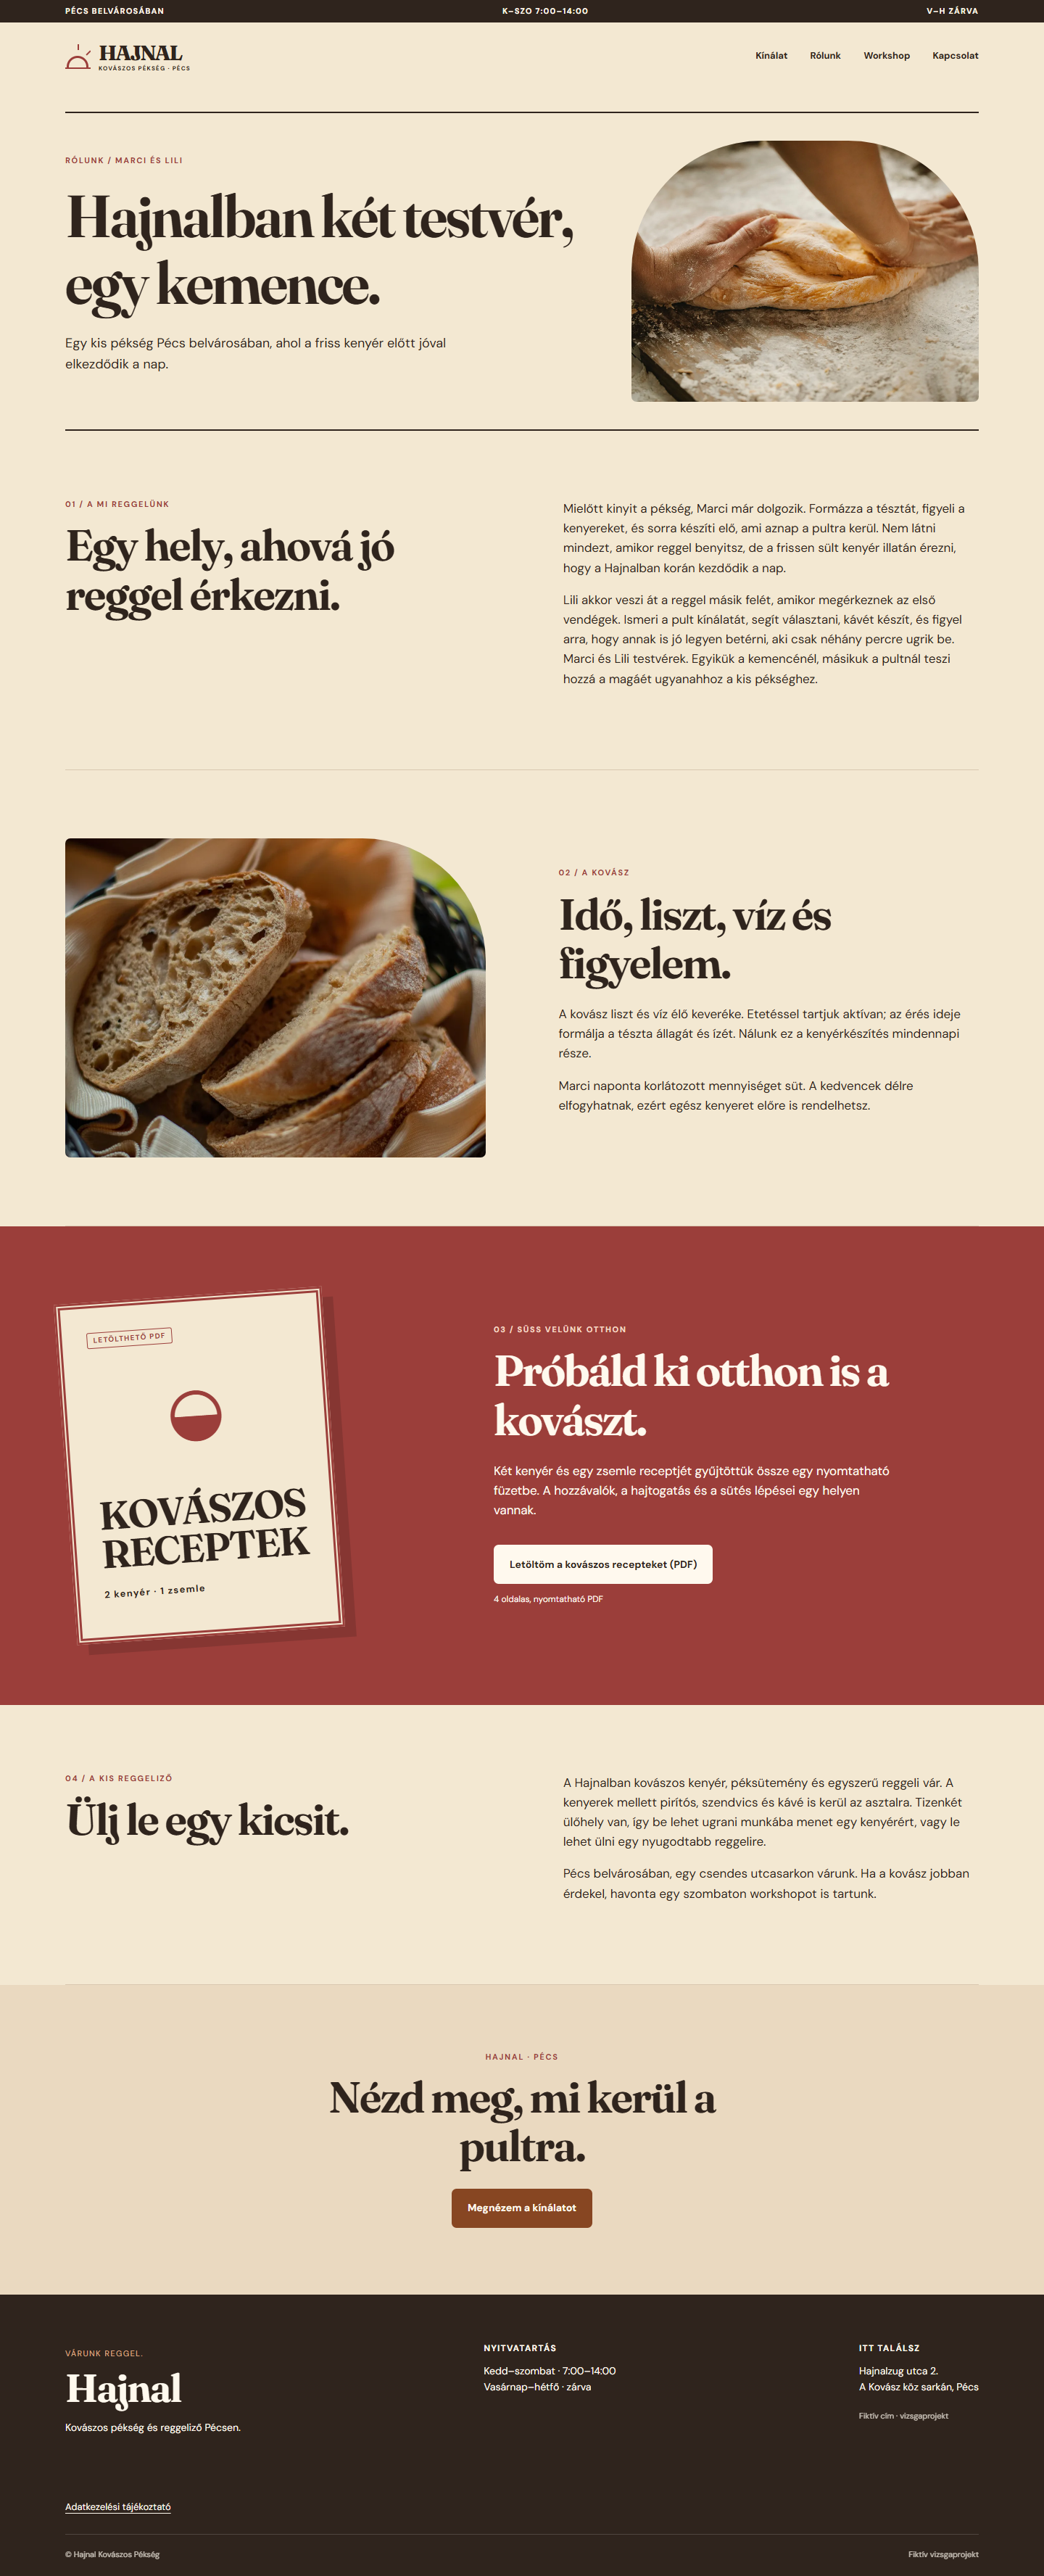 PÉCS BELVÁROSÁBAN
K–SZO 7:00–14:00
V–H ZÁRVA
HAJNAL
KOVÁSZOS PÉKSÉG · PÉCS
Kínálat
Rólunk
Workshop
Kapcsolat
RÓLUNK / MARCI ÉS LILI
Hajnalban két testvér,
egy kemence.
Egy kis pékség Pécs belvárosában, ahol a friss kenyér előtt jóval
elkezdődik a nap.
01 / A MI REGGELÜNK
Egy hely, ahová jó
reggel érkezni.
Mielőtt kinyit a pékség, Marci már dolgozik. Formázza a tésztát, figyeli a
kenyereket, és sorra készíti elő, ami aznap a pultra kerül. Nem látni
mindezt, amikor reggel benyitsz, de a frissen sült kenyér illatán érezni,
hogy a Hajnalban korán kezdődik a nap.
Lili akkor veszi át a reggel másik felét, amikor megérkeznek az első
vendégek. Ismeri a pult kínálatát, segít választani, kávét készít, és figyel
arra, hogy annak is jó legyen betérni, aki csak néhány percre ugrik be.
Marci és Lili testvérek. Egyikük a kemencénél, másikuk a pultnál teszi
hozzá a magáét ugyanahhoz a kis pékséghez.
02 / A KOVÁSZ
Idő, liszt, víz és
figyelem.
A kovász liszt és víz élő keveréke. Etetéssel tartjuk aktívan; az érés ideje
formálja a tészta állagát és ízét. Nálunk ez a kenyérkészítés mindennapi
része.
Marci naponta korlátozott mennyiséget süt. A kedvencek délre
elfogyhatnak, ezért egész kenyeret előre is rendelhetsz.
LETÖLTHETŐ PDF
KOVÁSZOS
RECEPTEK
2 kenyér · 1 zsemle
03 / SÜSS VELÜNK OTTHON
Próbáld ki otthon is a
kovászt.
Két kenyér és egy zsemle receptjét gyűjtöttük össze egy nyomtatható
füzetbe. A hozzávalók, a hajtogatás és a sütés lépései egy helyen
vannak.
Letöltöm a kovászos recepteket (PDF)
4 oldalas, nyomtatható PDF
04 / A KIS REGGELIZŐ
Ülj le egy kicsit.
A Hajnalban kovászos kenyér, péksütemény és egyszerű reggeli vár. A
kenyerek mellett pirítós, szendvics és kávé is kerül az asztalra. Tizenkét
ülőhely van, így be lehet ugrani munkába menet egy kenyérért, vagy le
lehet ülni egy nyugodtabb reggelire.
Pécs belvárosában, egy csendes utcasarkon várunk. Ha a kovász jobban
érdekel, havonta egy szombaton workshopot is tartunk.
HAJNAL · PÉCS
Nézd meg, mi kerül a
pultra.
Megnézem a kínálatot
VÁRUNK REGGEL.
Hajnal
Kovászos pékség és reggeliző Pécsen.
NYITVATARTÁS
Kedd–szombat · 7:00–14:00
Vasárnap–hétfő · zárva
ITT TALÁLSZ
Hajnalzug utca 2.
A Kovász köz sarkán, Pécs
Fiktív cím · vizsgaprojekt
Adatkezelési tájékoztató
© Hajnal Kovászos Pékség
Fiktív vizsgaprojekt